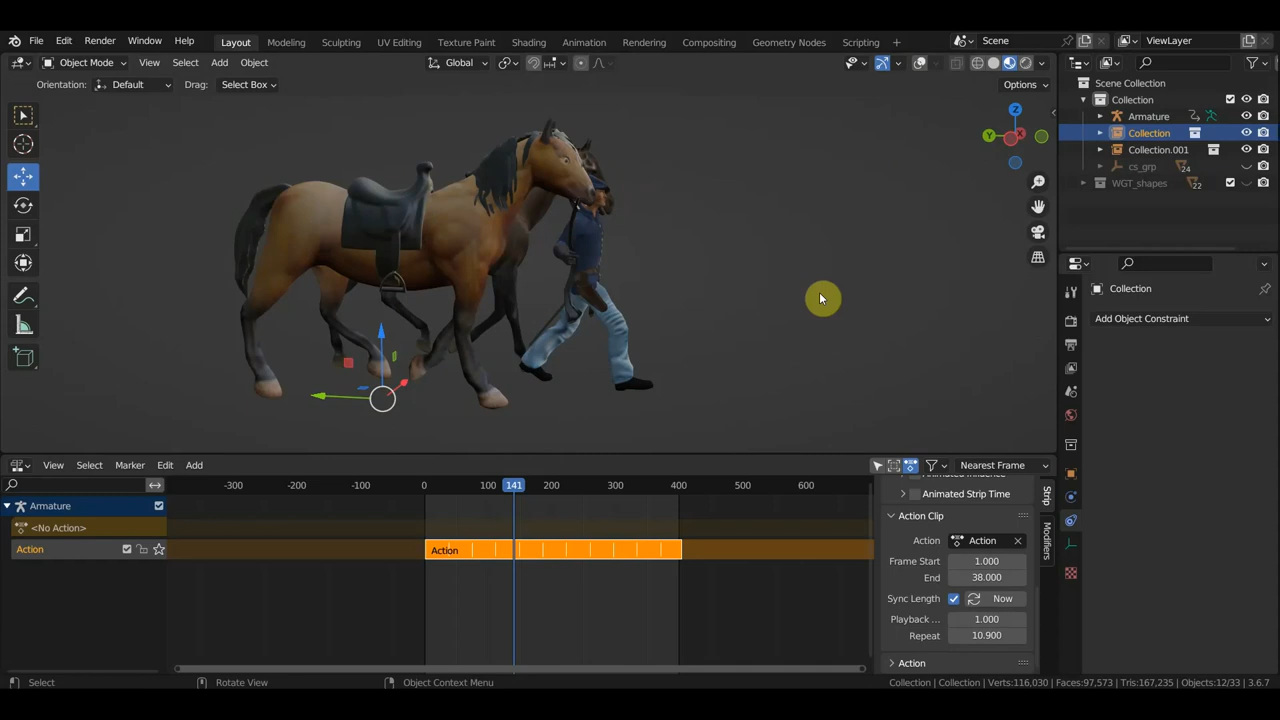 File Edit Render Window Help Layout Modeling Sculpting UV Editing Texture Paint Shading Animation Rendering Compositing Geometry Nodes Scripting + Scene ViewLayer
Object Mode View Select Add Object Global
Orientation: Default Drag: Select Box Options
Z
Y
X
Scene Collection
Collection
Armature
Collection
Collection.001
cs_grp 24
WGT_shapes 22
Collection
Add Object Constraint
View Select Marker Edit Add Nearest Frame
-300 -200 -100 0 100 141 200 300 400 500 600
Armature
<No Action>
Action
Action
Animated Influence
Animated Strip Time
Action Clip
Action Action
Frame Start 1.000
End 38.000
Sync Length Now
Playback ... 1.000
Repeat 10.900
Action
Strip
Modifiers
Select Rotate View Object Context Menu Collection | Collection | Verts:116,030 | Faces:97,573 | Tris:167,235 | Objects:12/33 | 3.6.7